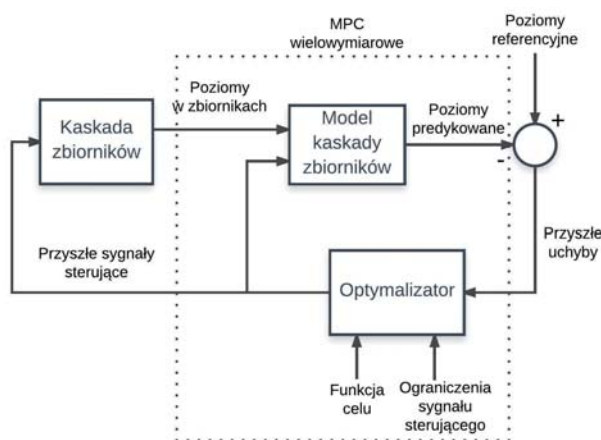 MPC
wielowymiarowe
Poziomy
referencyjne
Poziomy
w zbiornikach
Kaskada
zbiorników
Model
kaskady
zbiorników
Poziomy
predykowane
+
-
Przyszłe sygnały
sterujące
Przyszłe
uchyby
Optymalizator
Funkcja
celu
Ograniczenia
sygnału
sterującego